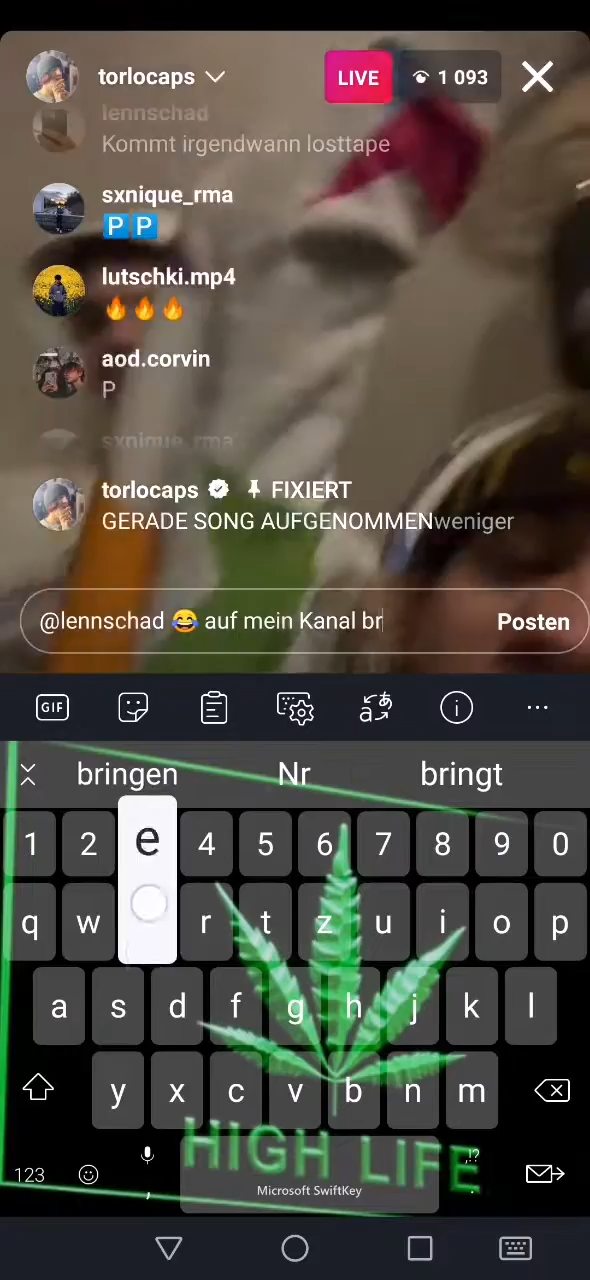 torlocaps
LIVE 1 093
lennschad
Kommt irgendwann losttape
sxnique_rma
🅿️🅿️
lutschki.mp4
🔥🔥🔥
aod.corvin
P
sxnique_rma
torlocaps FIXIERT
GERADE SONG AUFGENOMMENweniger
@lennschad 😂 auf mein Kanal br
Posten
GIF
bringen Nr bringt
1 2 e 4 5 6 7 8 9 0
q w r t z u i o p
a s d f g h j k l
y x c v b n m
HIGH LIFE
123 , Microsoft SwiftKey ,!? .